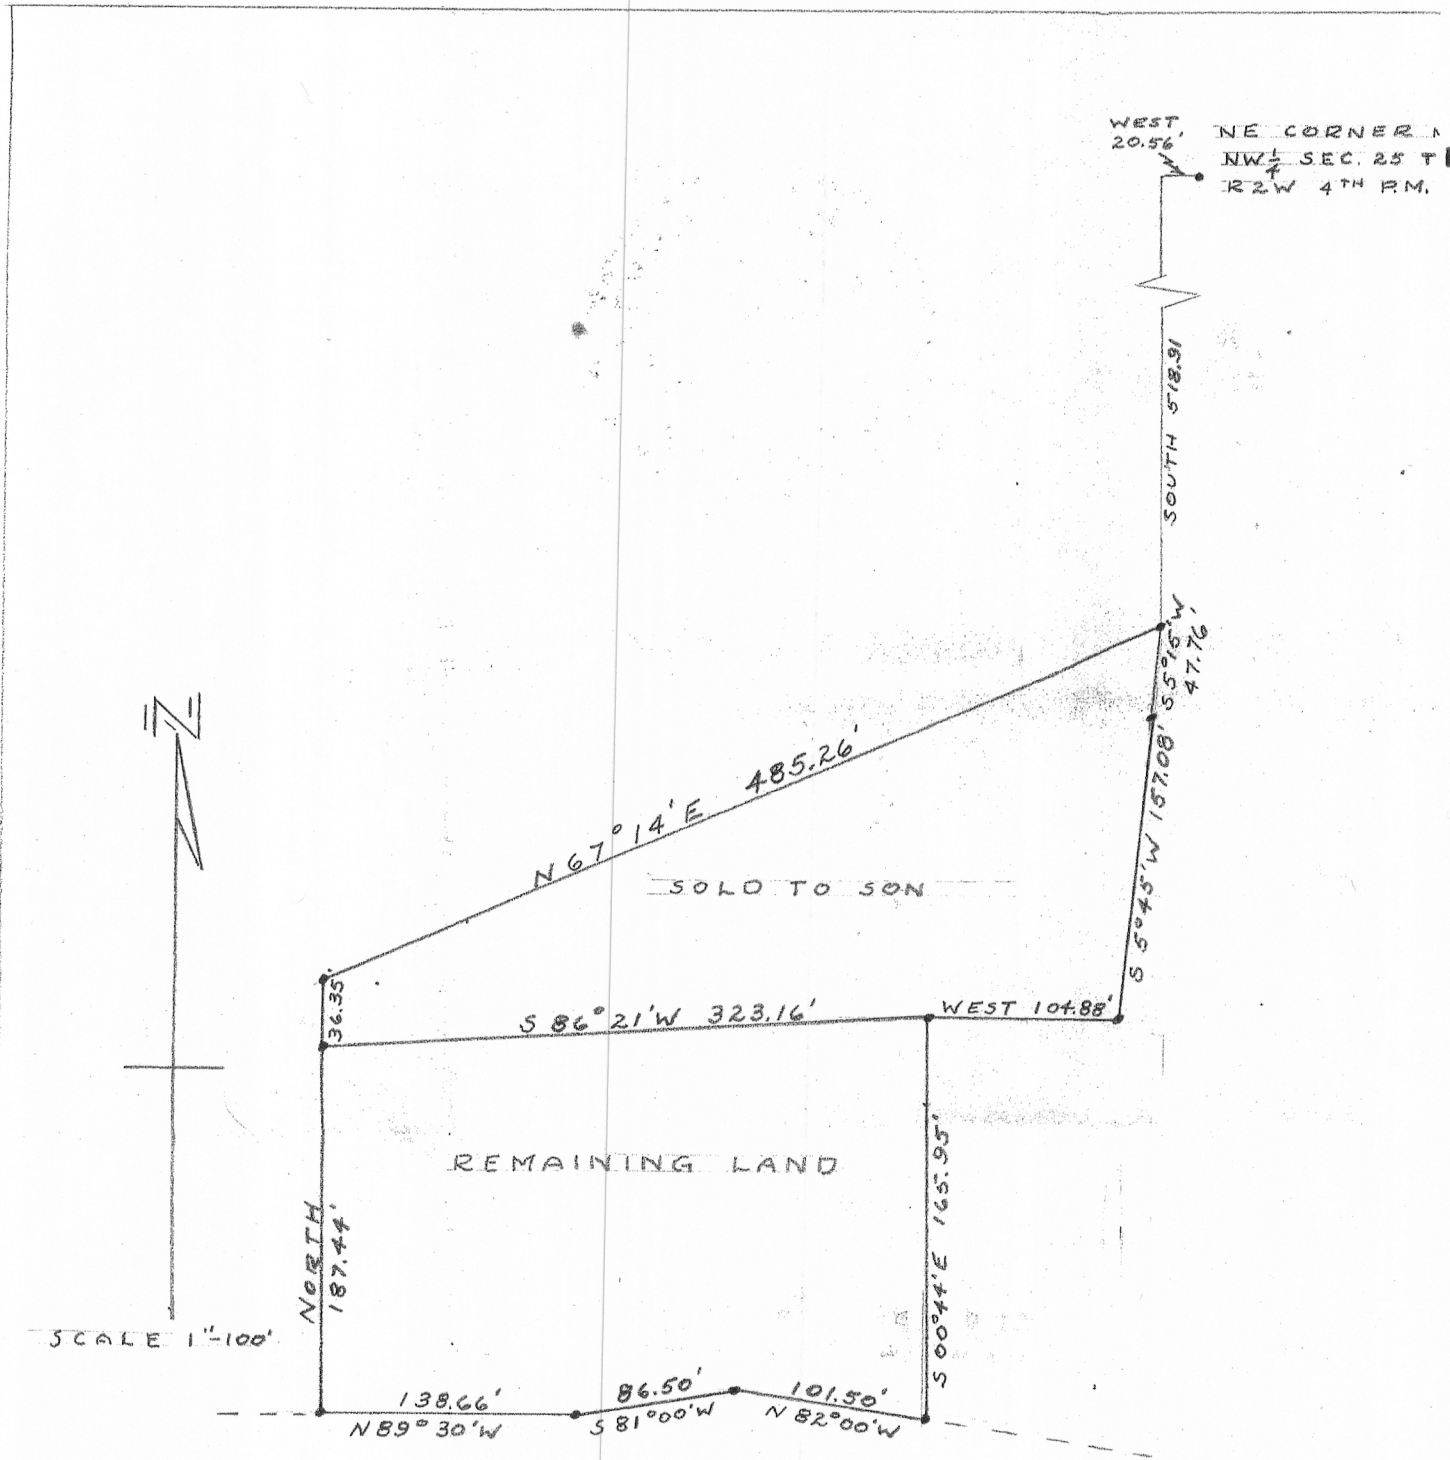 WEST,
20.56'
NE CORNER
NW 1/4 SEC. 25 T
R2W 4TH P.M.
SOUTH 518.91
S 5°15'W
47.76'
S 5°45'W 157.08'
N 67°14'E 485.26'
SOLD TO SON
N
36.35'
S 86°21'W 323.16'
WEST 104.88'
REMAINING LAND
NORTH
187.44'
S 00°44'E 165.95'
SCALE 1"-100'
138.66'
N 89°30'W
86.50'
S 81°00'W
101.50'
N 82°00'W